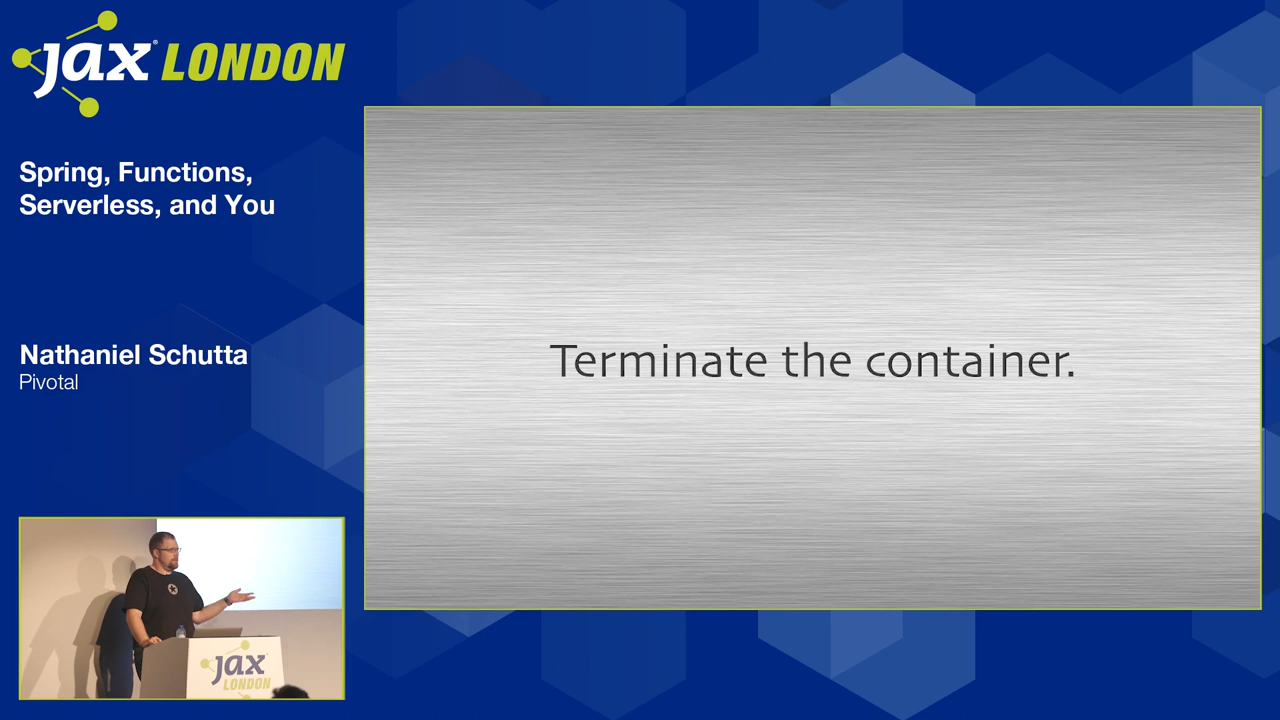 jax LONDON
Spring, Functions,
Serverless, and You
Nathaniel Schutta
Pivotal
Terminate the container.
jax
LONDON